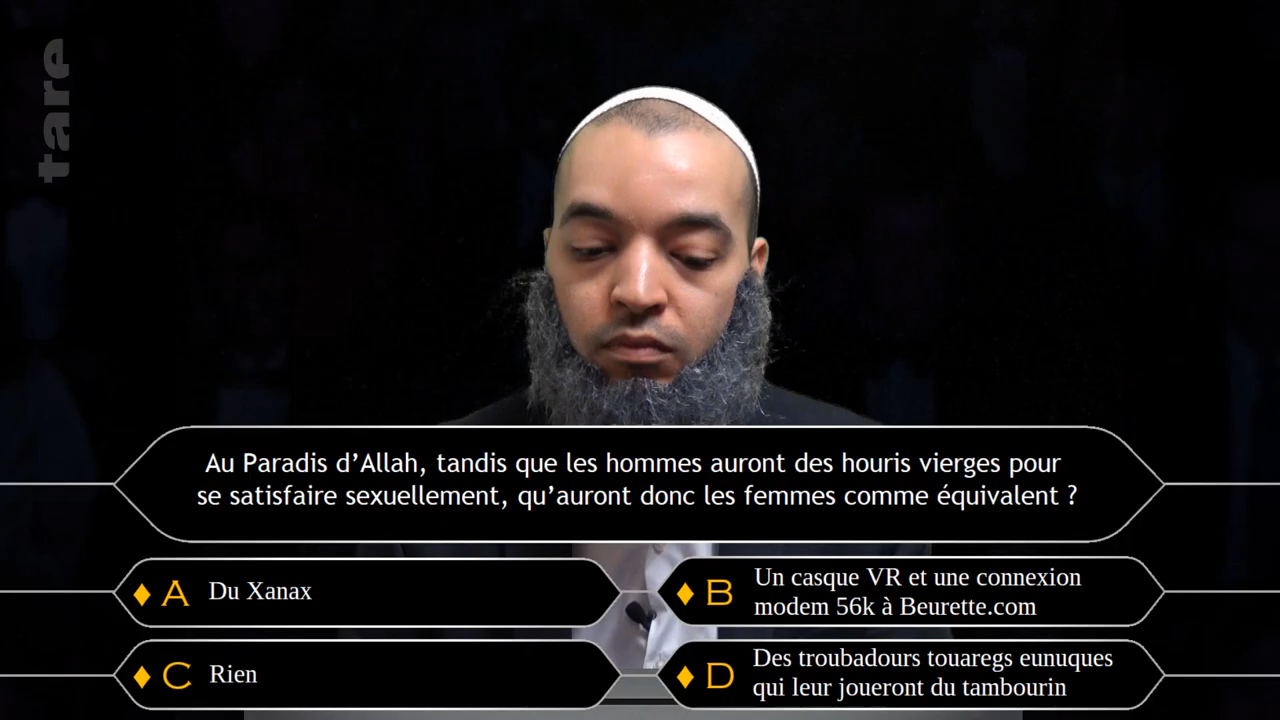 tare
Au Paradis d’Allah, tandis que les hommes auront des houris vierges pour
se satisfaire sexuellement, qu’auront donc les femmes comme équivalent ?
A Du Xanax
B Un casque VR et une connexion
modem 56k à Beurette.com
C Rien
D Des troubadours touaregs eunuques
qui leur joueront du tambourin